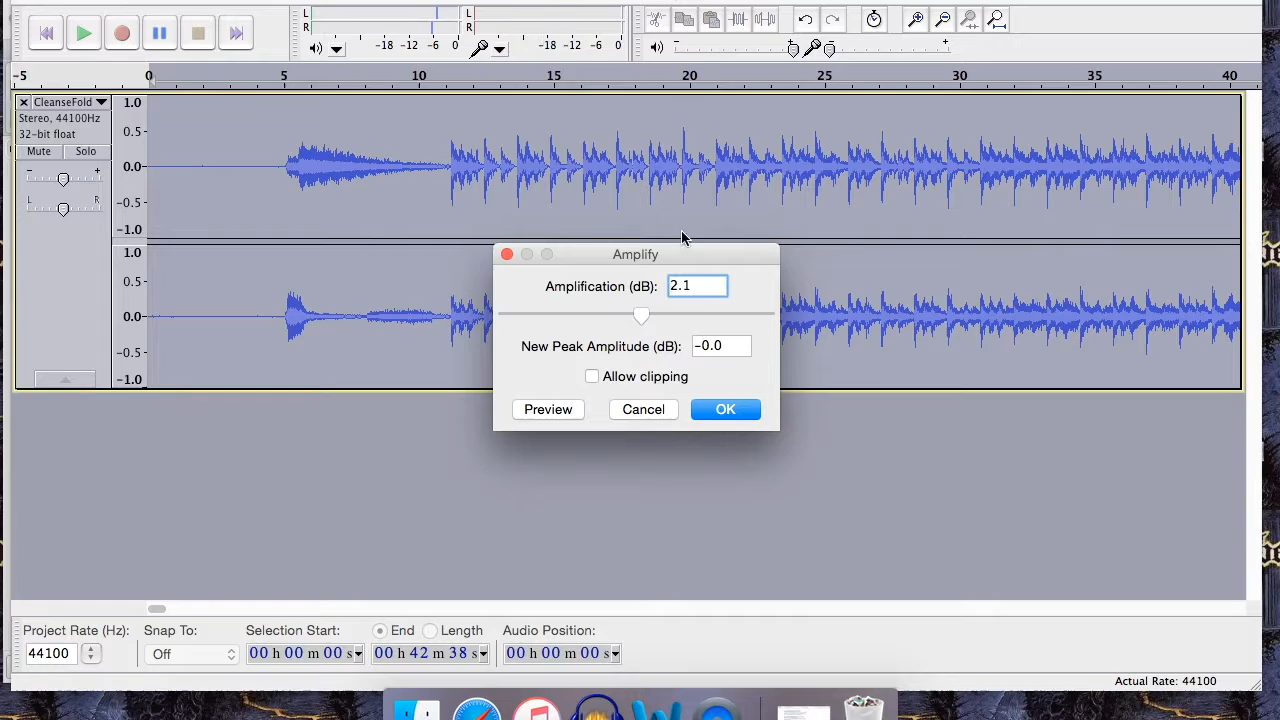 L
R
-18 -12 -6 0
L
R
-18 -12 -6 0
-5 0 5 10 15 20 25 30 35 40
CleanseFold
Stereo, 44100Hz
32-bit float
Mute Solo
L R
1.0
0.5
0.0
-0.5
-1.0
1.0
0.5
0.0
-0.5
-1.0
Amplify
Amplification (dB): 2.1
New Peak Amplitude (dB): -0.0
Allow clipping
Preview Cancel OK
Project Rate (Hz): Snap To: Selection Start: End Length Audio Position:
44100 Off 00 h 00 m 00 s 00 h 42 m 38 s 00 h 00 m 00 s
Actual Rate: 44100